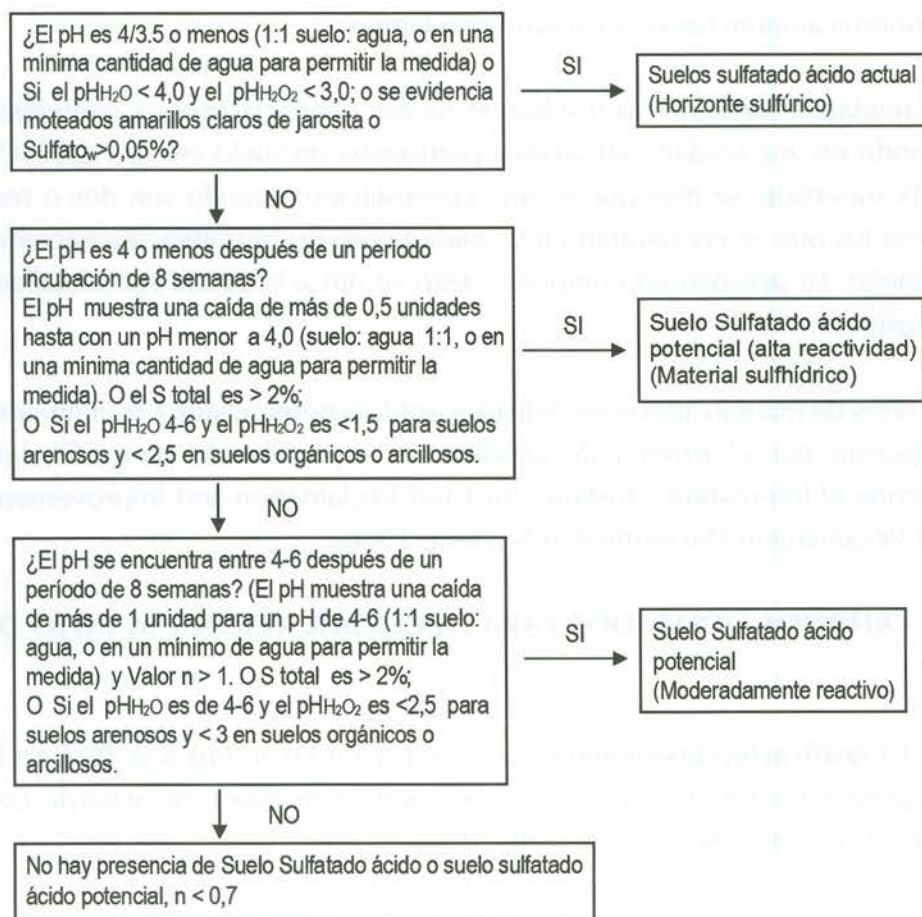 ¿El pH es 4/3.5 o menos (1:1 suelo: agua, o en una
mínima cantidad de agua para permitir la medida) o
Si el pHH₂O < 4,0 y el pHH₂O₂ < 3,0; o se evidencia
moteados amarillos claros de jarosita o
Sulfatow>0,05%?
SI
Suelos sulfatado ácido actual
(Horizonte sulfúrico)
NO
¿El pH es 4 o menos después de un período
incubación de 8 semanas?
El pH muestra una caída de más de 0,5 unidades
hasta con un pH menor a 4,0 (suelo: agua 1:1, o en
una mínima cantidad de agua para permitir la
medida). O el S total es > 2%;
O Si el pHH₂O 4-6 y el pHH₂O₂ es <1,5 para suelos
arenosos y < 2,5 en suelos orgánicos o arcillosos.
SI
Suelo Sulfatado ácido
potencial (alta reactividad)
(Material sulfhídrico)
NO
¿El pH se encuentra entre 4-6 después de un
período de 8 semanas? (El pH muestra una caída
de más de 1 unidad para un pH de 4-6 (1:1 suelo:
agua, o en un mínimo de agua para permitir la
medida) y Valor n > 1. O S total es > 2%;
O Si el pHH₂O es de 4-6 y el pHH₂O₂ es <2,5 para
suelos arenosos y < 3 en suelos orgánicos o
arcillosos.
SI
Suelo Sulfatado ácido
potencial
(Moderadamente reactivo)
NO
No hay presencia de Suelo Sulfatado ácido o suelo sulfatado
ácido potencial, n < 0,7